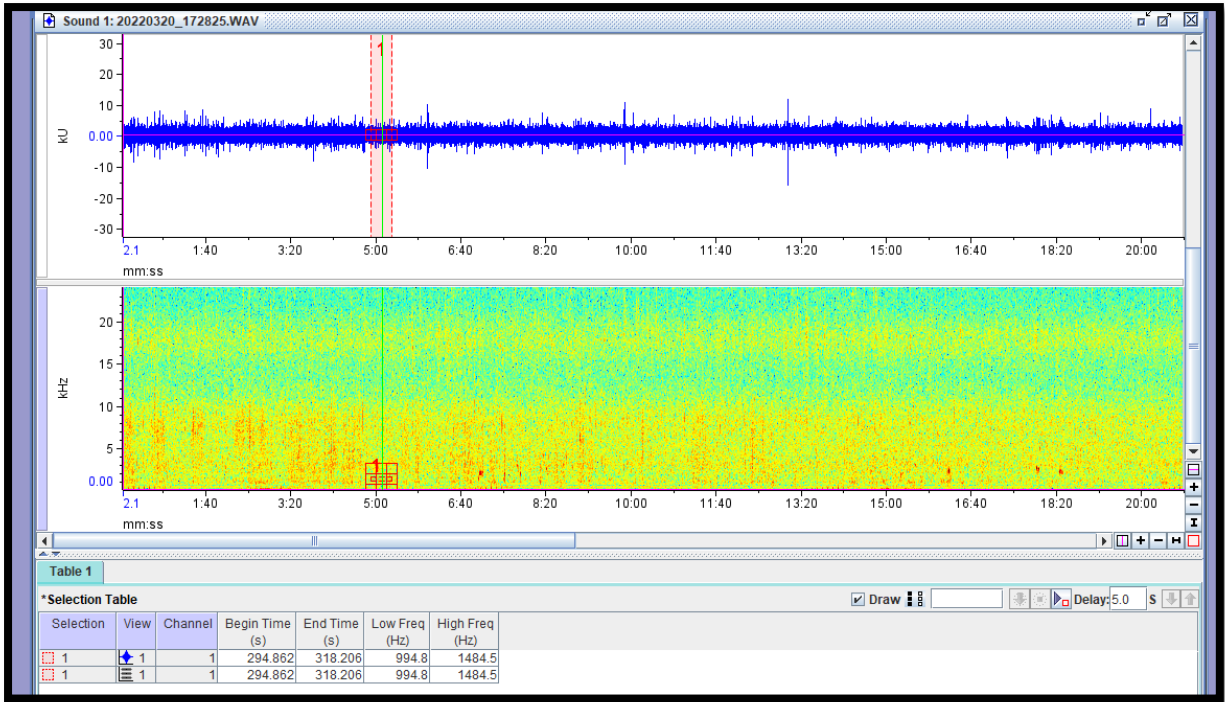 Sound 1: 20220320_172825.WAV
30
20
10
0.00
-10
-20
-30
kU
1
2.1 1:40 3:20 5:00 6:40 8:20 10:00 11:40 13:20 15:00 16:40 18:20 20:00
mm:ss
20
15
10
5
0.00
kHz
1
2.1 1:40 3:20 5:00 6:40 8:20 10:00 11:40 13:20 15:00 16:40 18:20 20:00
mm:ss
Table 1
*Selection Table Draw Delay: 5.0 S
Selection View Channel Begin Time (s) End Time (s) Low Freq (Hz) High Freq (Hz)
1 1 1 294.862 318.206 994.8 1484.5
1 1 1 294.862 318.206 994.8 1484.5